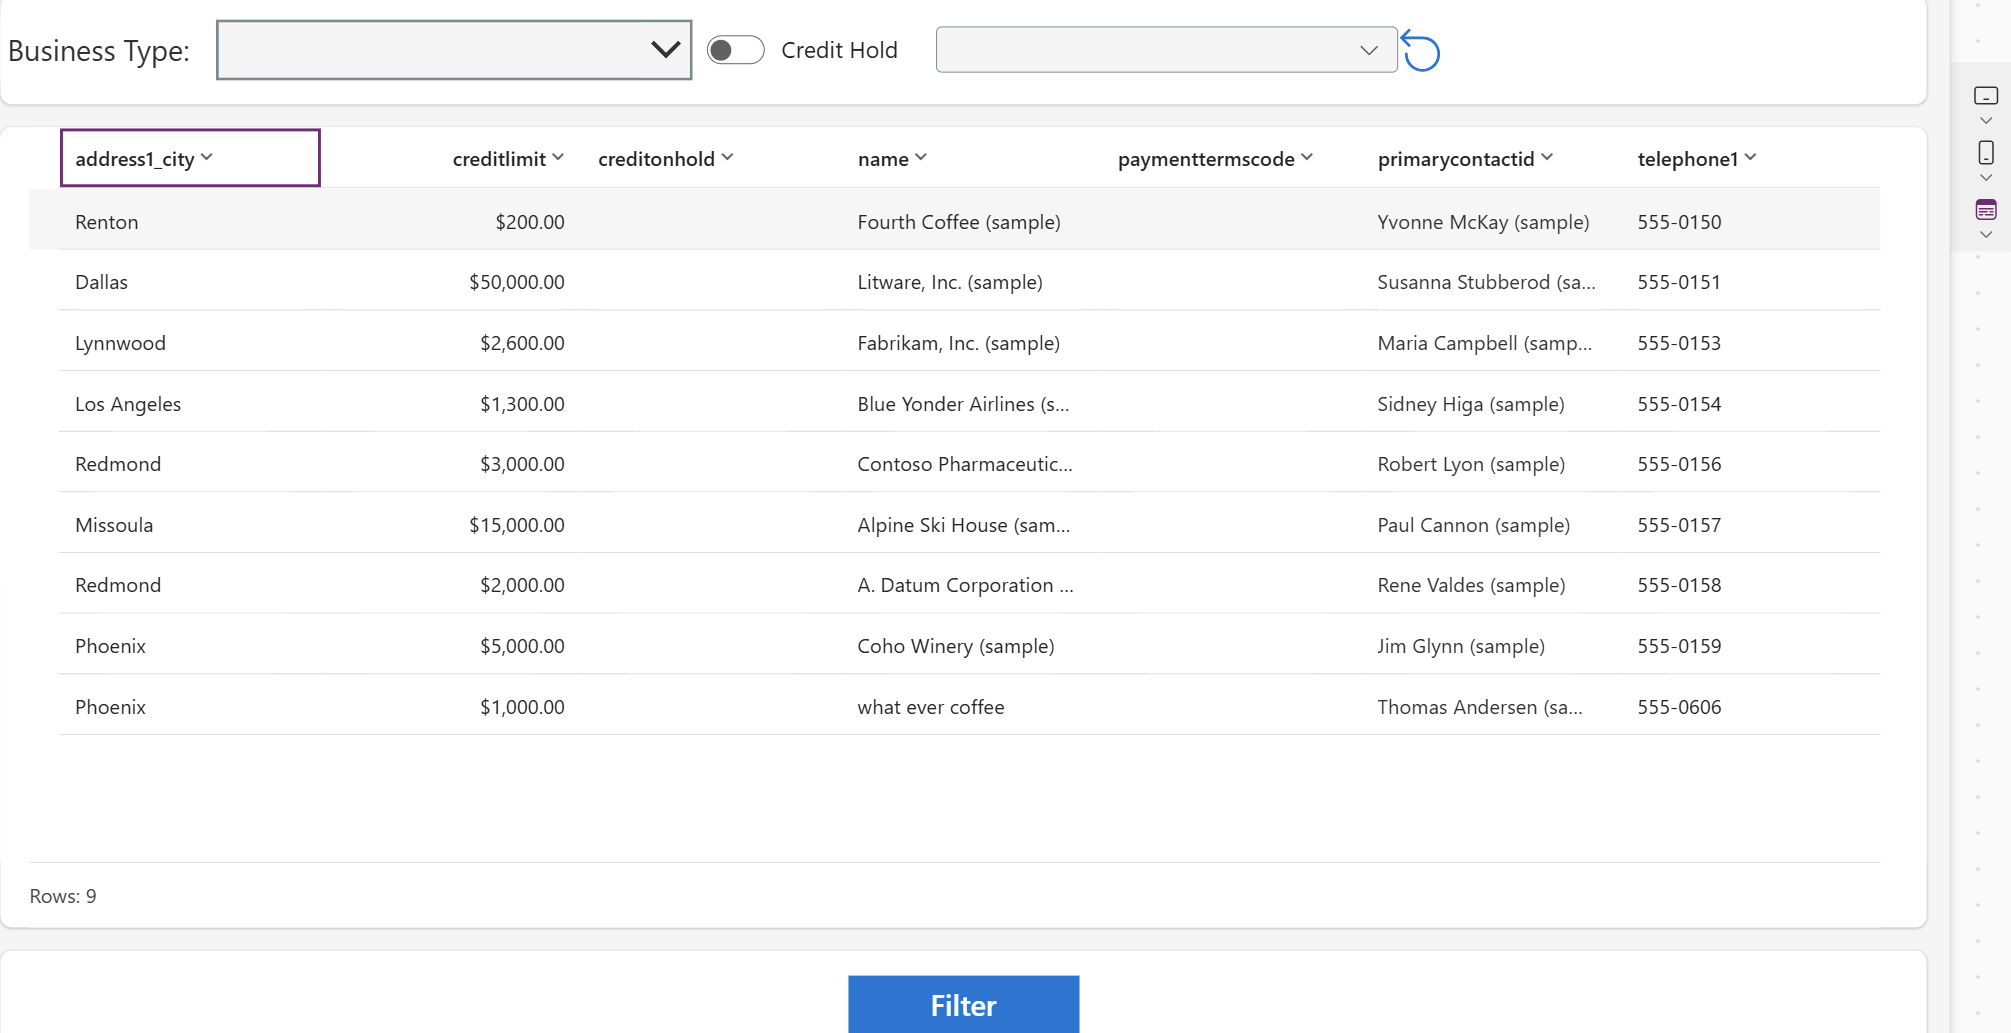 Business Type: Credit Hold
address1_city creditlimit creditonhold name paymenttermscode primarycontactid telephone1
Renton $200.00 Fourth Coffee (sample) Yvonne McKay (sample) 555-0150
Dallas $50,000.00 Litware, Inc. (sample) Susanna Stubberod (sa... 555-0151
Lynnwood $2,600.00 Fabrikam, Inc. (sample) Maria Campbell (samp... 555-0153
Los Angeles $1,300.00 Blue Yonder Airlines (s... Sidney Higa (sample) 555-0154
Redmond $3,000.00 Contoso Pharmaceutic... Robert Lyon (sample) 555-0156
Missoula $15,000.00 Alpine Ski House (sam... Paul Cannon (sample) 555-0157
Redmond $2,000.00 A. Datum Corporation ... Rene Valdes (sample) 555-0158
Phoenix $5,000.00 Coho Winery (sample) Jim Glynn (sample) 555-0159
Phoenix $1,000.00 what ever coffee Thomas Andersen (sa... 555-0606
Rows: 9
Filter